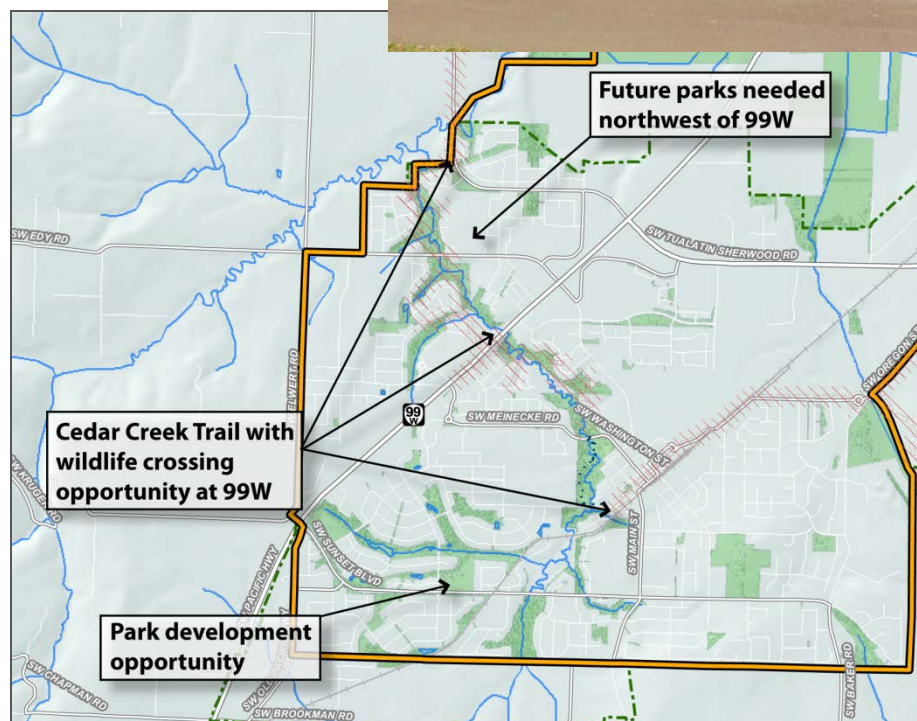 Future parks needed
northwest of 99W
SW EDY RD
SW TUALATIN SHERWOOD RD
SW OREGON ST
ELWERT RD
99
W
SW MEINECKE RD
SW WASHINGTON ST
Cedar Creek Trail with
wildlife crossing
opportunity at 99W
SW KRUGER RD
SW MAIN ST
SW SUNSET BLVD
SW PACIFIC HWY
Park development
opportunity
SW CHAPMAN RD
SW BROOKMAN RD
SW BAKER RD